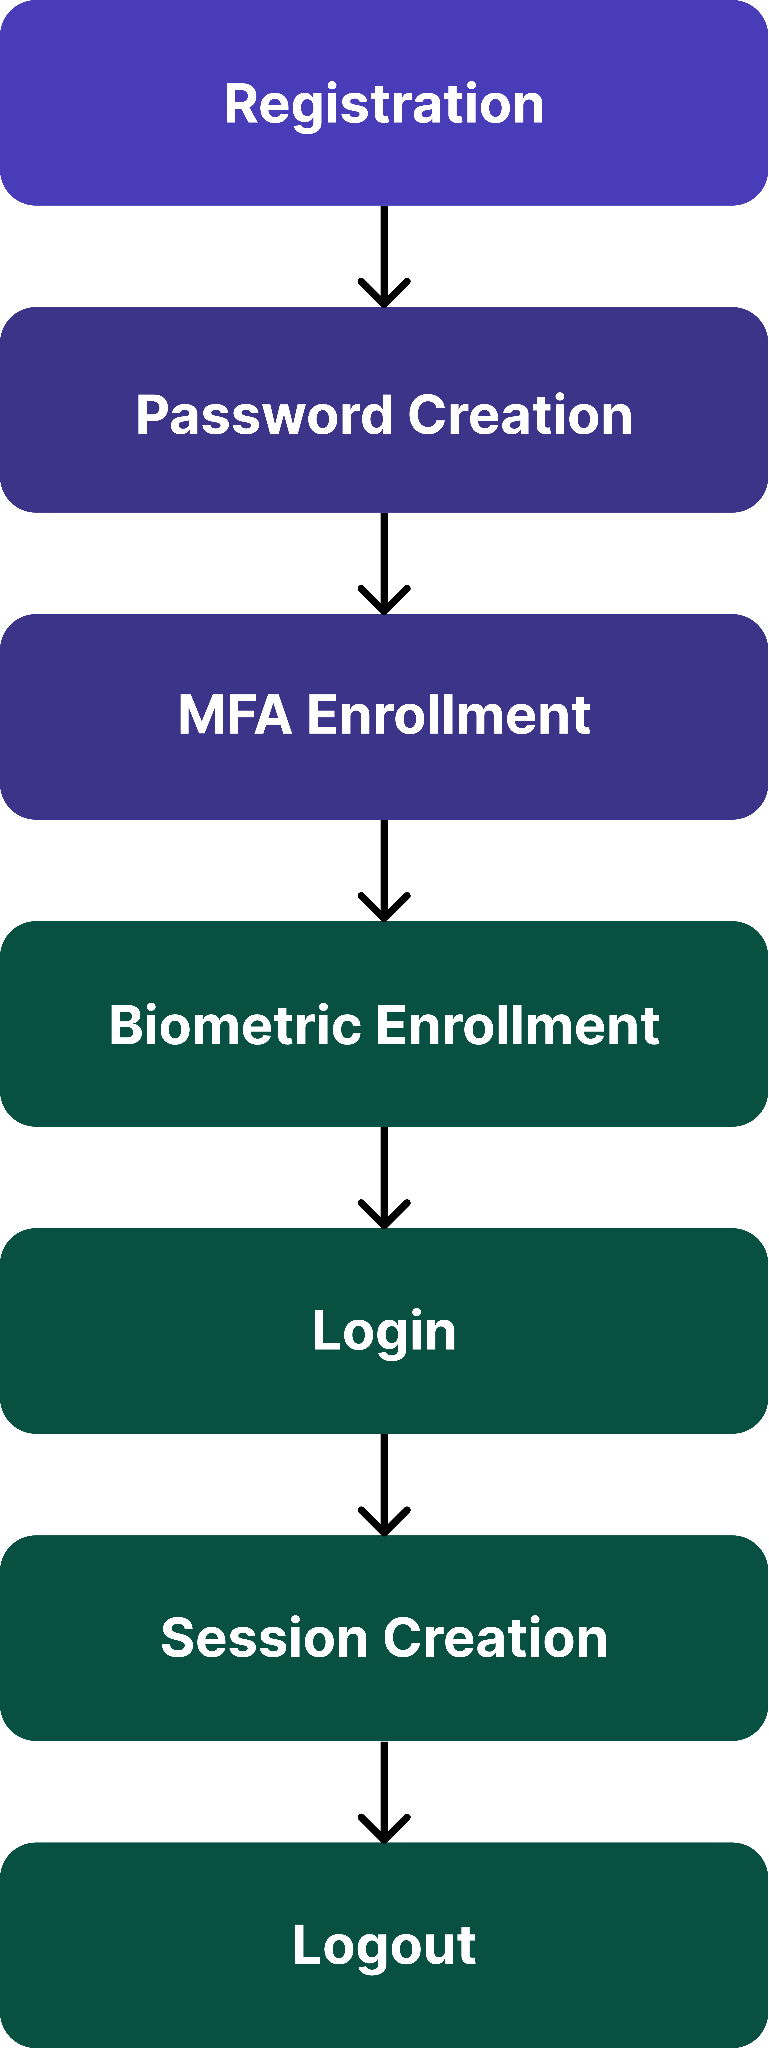 Registration
Password Creation
MFA Enrollment
Biometric Enrollment
Login
Session Creation
Logout